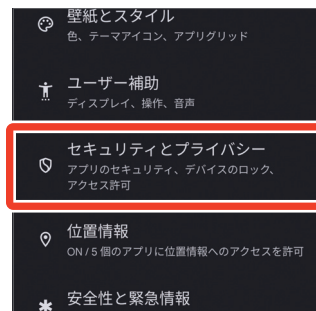 壁紙とスタイル
色、テーマアイコン、アプリグリッド
ユーザー補助
ディスプレイ、操作、音声
セキュリティとプライバシー
アプリのセキュリティ、デバイスのロック、
アクセス許可
位置情報
ON / 5 個のアプリに位置情報へのアクセスを許可
安全性と緊急情報